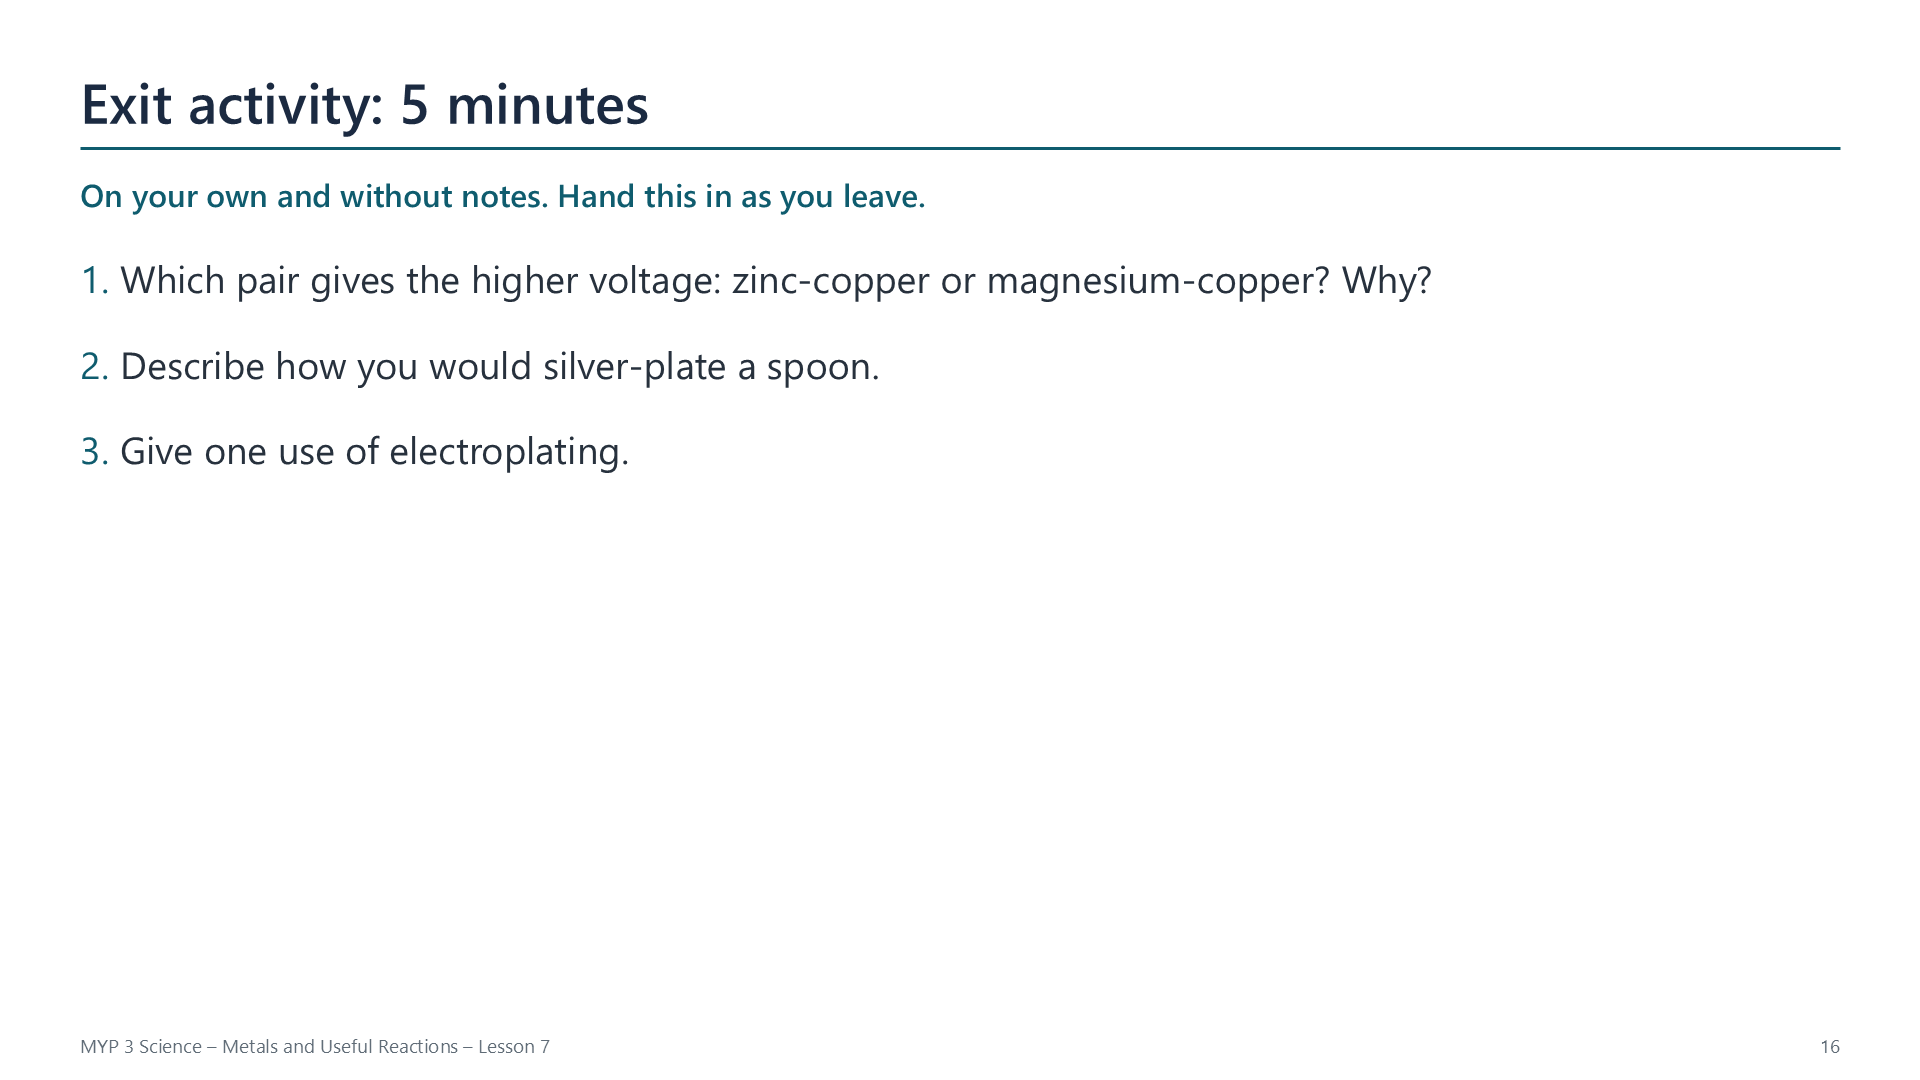 Exit activity: 5 minutes
On your own and without notes. Hand this in as you leave.
1. Which pair gives the higher voltage: zinc-copper or magnesium-copper? Why?
2. Describe how you would silver-plate a spoon.
3. Give one use of electroplating.
MYP 3 Science – Metals and Useful Reactions – Lesson 7
16